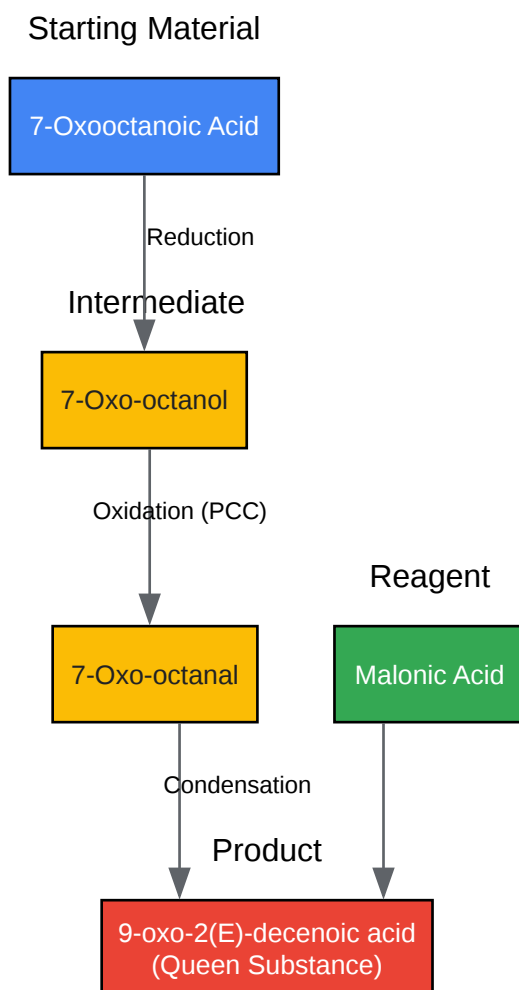 Starting Material
7-Oxooctanoic Acid
Reduction
Intermediate
7-Oxo-octanol
Oxidation (PCC)
Reagent
7-Oxo-octanal
Malonic Acid
Condensation
Product
9-oxo-2(E)-decenoic acid
(Queen Substance)